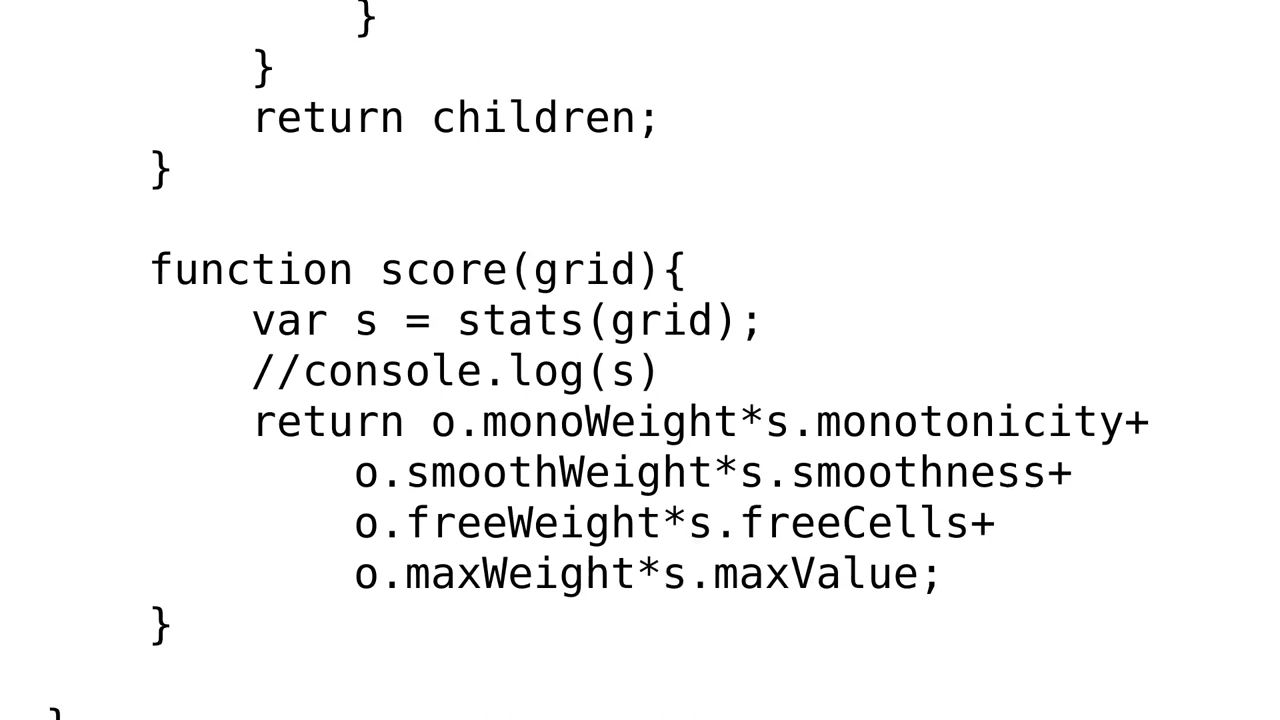 }
}
return children;
}
function score(grid){
var s = stats(grid);
//console.log(s)
return o.monoWeight*s.monotonicity+
o.smoothWeight*s.smoothness+
o.freeWeight*s.freeCells+
o.maxWeight*s.maxValue;
}
}